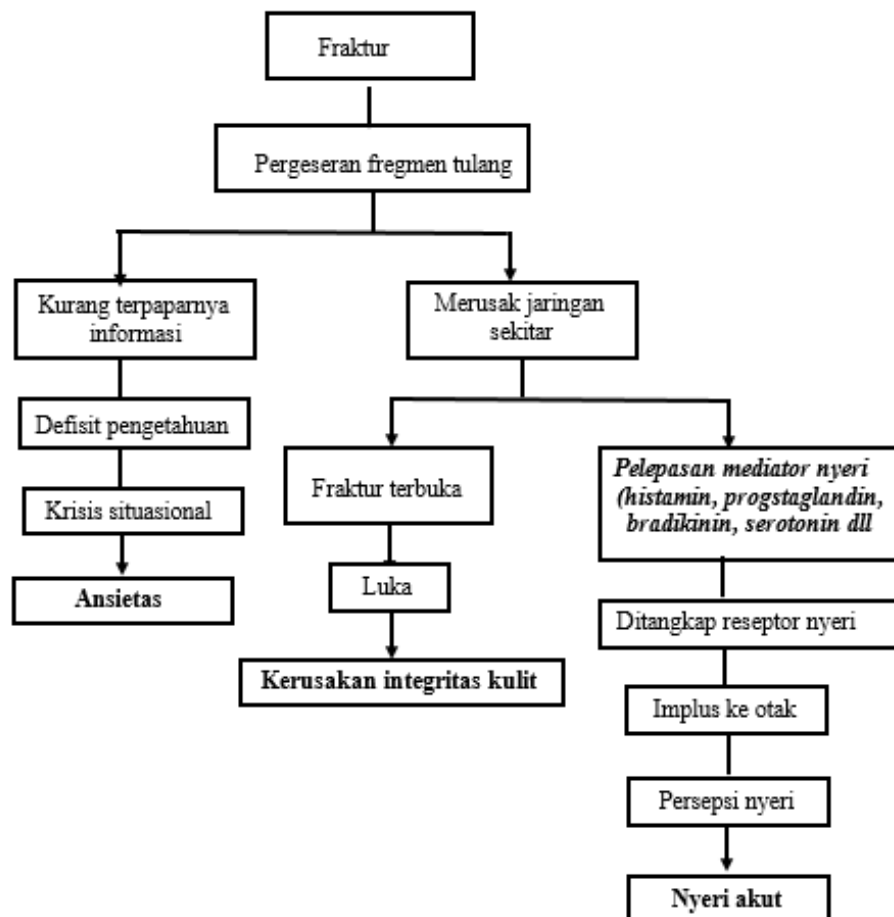 Fraktur
Pergeseran fregmen tulang
Kurang terpaparnya
informasi
Merusak jaringan
sekitar
Defisit pengetahuan
Fraktur terbuka
Pelepasan mediator nyeri
(histamin, progstaglandin,
bradikinin, serotonin dll
Krisis situasional
Ansietas
Luka
Ditangkap reseptor nyeri
Kerusakan integritas kulit
Implus ke otak
Persepsi nyeri
Nyeri akut